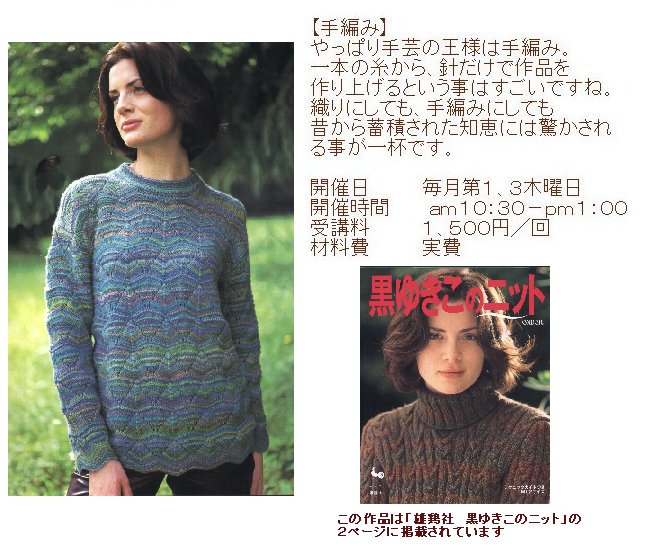 【手編み】
やっぱり手芸の王様は手編み。
一本の糸から、針だけで作品を
作り上げるという事はすごいですね。
織りにしても、手編みにしても
昔から蓄積された知恵には驚かされ
る事が一杯です。
開催日　毎月第１、３木曜日
開催時間　ａｍ１０：３０－ｐｍ１：００
受講料　１、５００円／回
材料費　実費
黒ゆきこのニット
この作品は「雄鶏社　黒ゆきこのニット」の
２ページに掲載されています